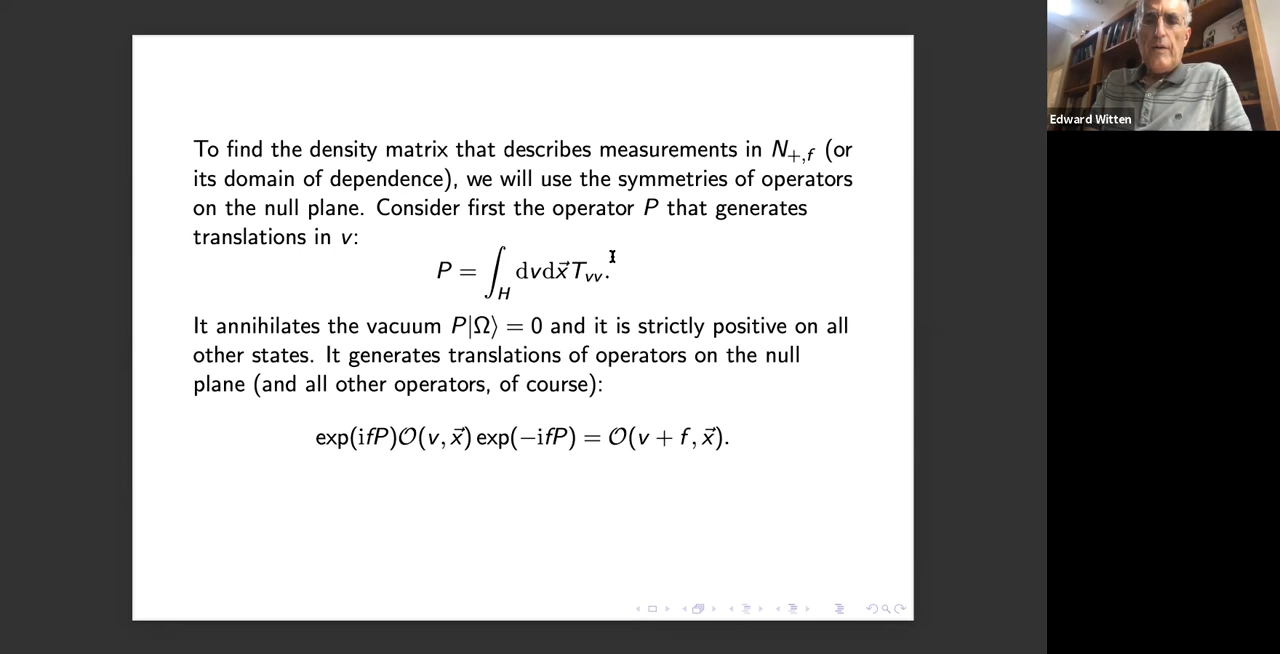 To find the density matrix that describes measurements in N₊,f (or
its domain of dependence), we will use the symmetries of operators
on the null plane. Consider first the operator P that generates
translations in v:
P = ∫_H dvdx⃗ T_vv.
It annihilates the vacuum P|Ω⟩ = 0 and it is strictly positive on all
other states. It generates translations of operators on the null
plane (and all other operators, of course):
exp(ifP)𝒪(v, x⃗) exp(−ifP) = 𝒪(v + f, x⃗).
Edward Witten